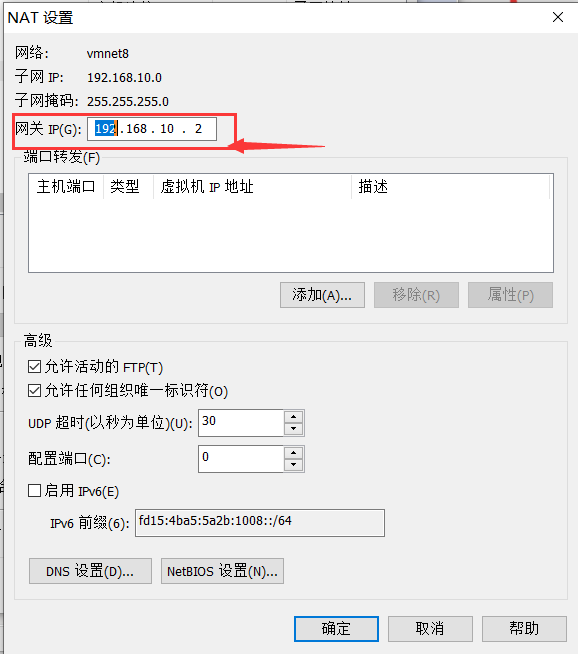 NAT 设置
网络: vmnet8
子网 IP: 192.168.10.0
子网掩码: 255.255.255.0
网关 IP(G): 192.168.10.2
端口转发(F)
主机端口 类型 虚拟机 IP 地址 描述
添加(A)... 移除(R) 属性(P)
高级
允许活动的 FTP(T)
允许任何组织唯一标识符(O)
UDP 超时(以秒为单位)(U): 30
配置端口(C): 0
启用 IPv6(E)
IPv6 前缀(6): fd15:4ba5:5a2b:1008::/64
DNS 设置(D)... NetBIOS 设置(N)...
确定 取消 帮助